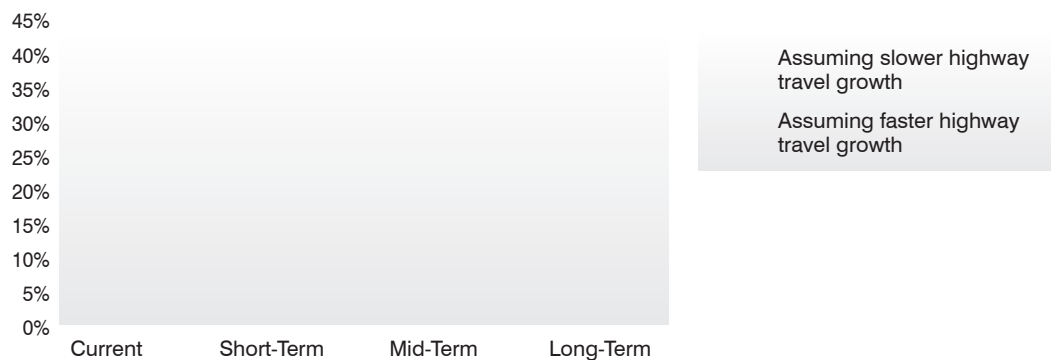 45%
40%
35%
30%
25%
20%
15%
10%
5%
0%
Current Short-Term Mid-Term Long-Term
Assuming slower highway
travel growth
Assuming faster highway
travel growth